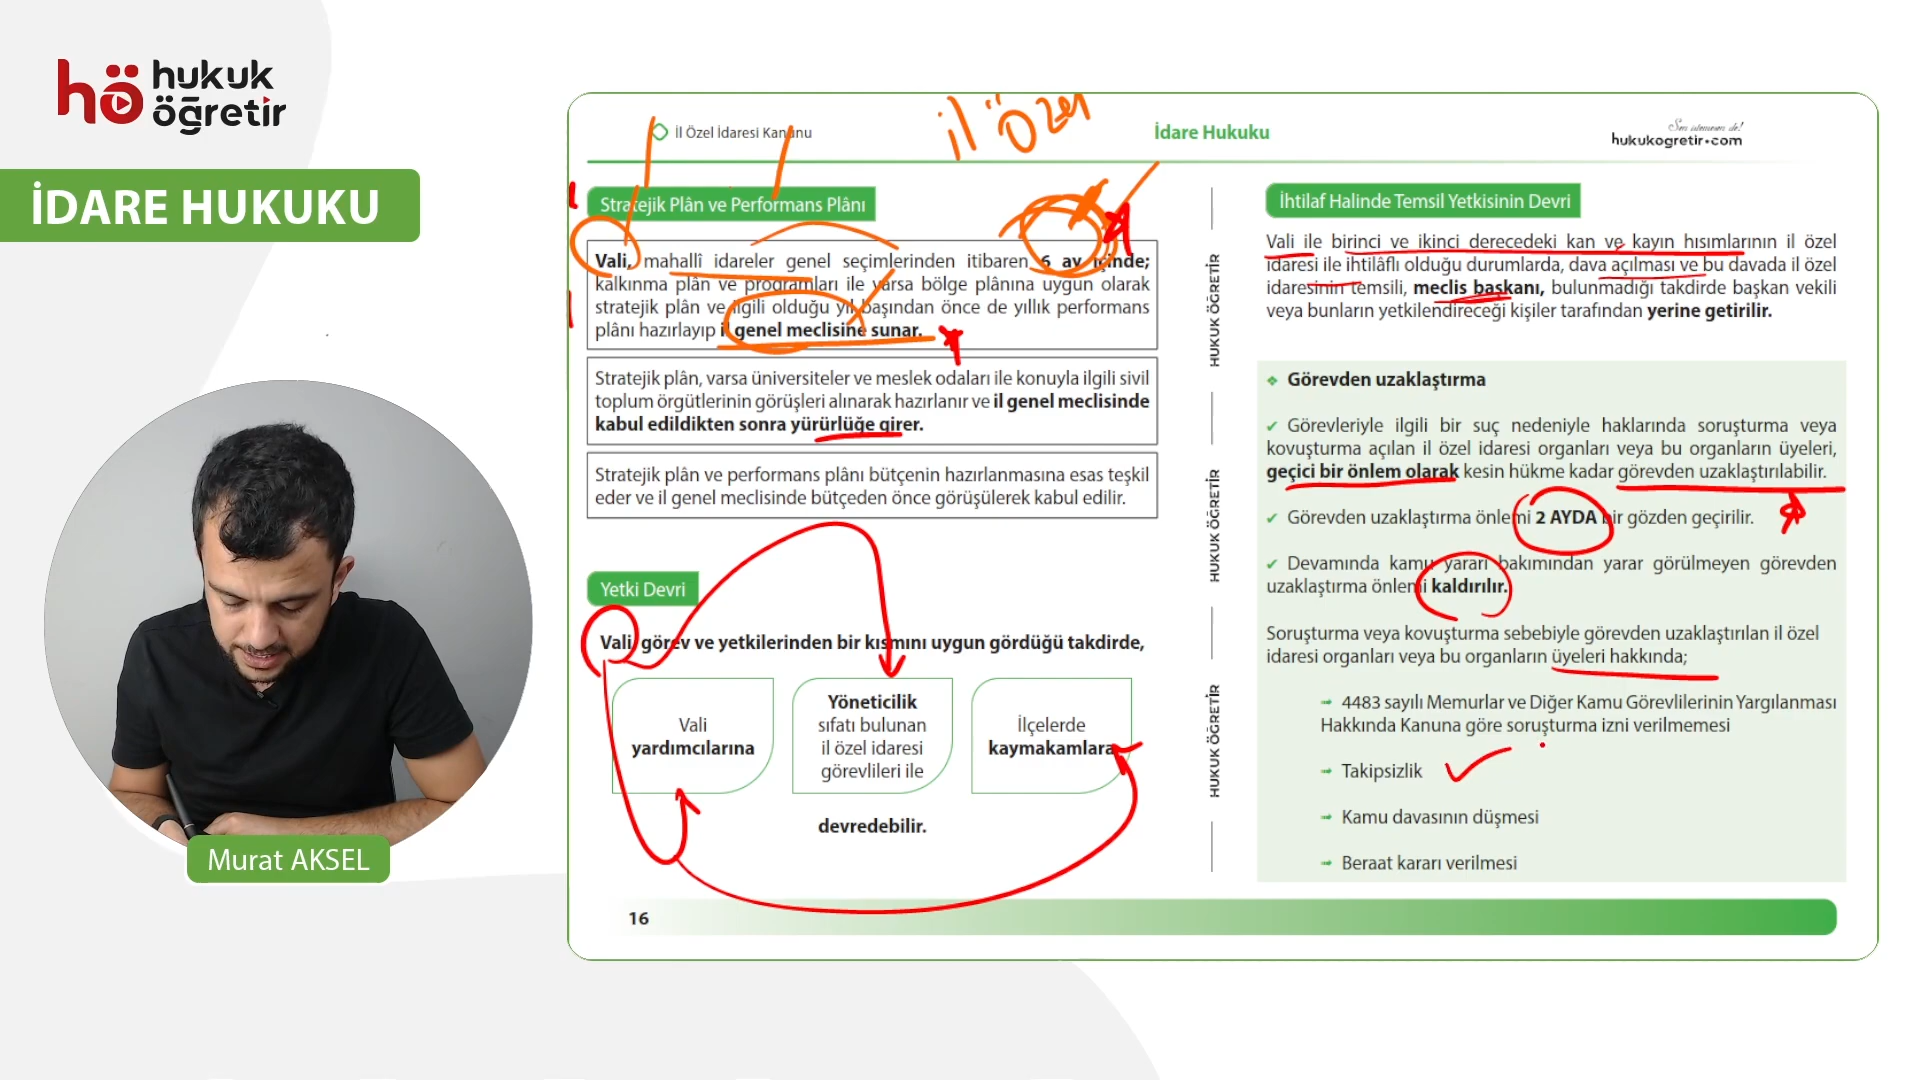 hö hukuk
öğretir
İDARE HUKUKU
Murat AKSEL
İl Özel İdaresi Kanunu
il Özel
İdare Hukuku
Sen istemesen de!
hukukogretir•com
Stratejik Plân ve Performans Plânı
Vali, mahallî idareler genel seçimlerinden itibaren 6 ay içinde;
kalkınma plân ve programları ile varsa bölge plânına uygun olarak
stratejik plân ve ilgili olduğu yıl başından önce de yıllık performans
plânı hazırlayıp il genel meclisine sunar.
Stratejik plân, varsa üniversiteler ve meslek odaları ile konuyla ilgili sivil
toplum örgütlerinin görüşleri alınarak hazırlanır ve il genel meclisinde
kabul edildikten sonra yürürlüğe girer.
Stratejik plân ve performans plânı bütçenin hazırlanmasına esas teşkil
eder ve il genel meclisinde bütçeden önce görüşülerek kabul edilir.
Yetki Devri
Vali, görev ve yetkilerinden bir kısmını uygun gördüğü takdirde,
Vali
yardımcılarına
Yöneticilik
sıfatı bulunan
il özel idaresi
görevlileri ile
İlçelerde
kaymakamlara
devredebilir.
16
HUKUK ÖĞRETİR
HUKUK ÖĞRETİR
HUKUK ÖĞRETİR
İhtilaf Halinde Temsil Yetkisinin Devri
Vali ile birinci ve ikinci derecedeki kan ve kayın hısımlarının il özel
idaresi ile ihtilâflı olduğu durumlarda, dava açılması ve bu davada il özel
idaresinin temsili, meclis başkanı, bulunmadığı takdirde başkan vekili
veya bunların yetkilendireceği kişiler tarafından yerine getirilir.
❖ Görevden uzaklaştırma
✔ Görevleriyle ilgili bir suç nedeniyle haklarında soruşturma veya
kovuşturma açılan il özel idaresi organları veya bu organların üyeleri,
geçici bir önlem olarak kesin hükme kadar görevden uzaklaştırılabilir.
✔ Görevden uzaklaştırma önlemi 2 AYDA bir gözden geçirilir.
✔ Devamında kamu yararı bakımından yarar görülmeyen görevden
uzaklaştırma önlemi kaldırılır.
Soruşturma veya kovuşturma sebebiyle görevden uzaklaştırılan il özel
idaresi organları veya bu organların üyeleri hakkında;
➟ 4483 sayılı Memurlar ve Diğer Kamu Görevlilerinin Yargılanması
Hakkında Kanuna göre soruşturma izni verilmemesi
➟ Takipsizlik
➟ Kamu davasının düşmesi
➟ Beraat kararı verilmesi